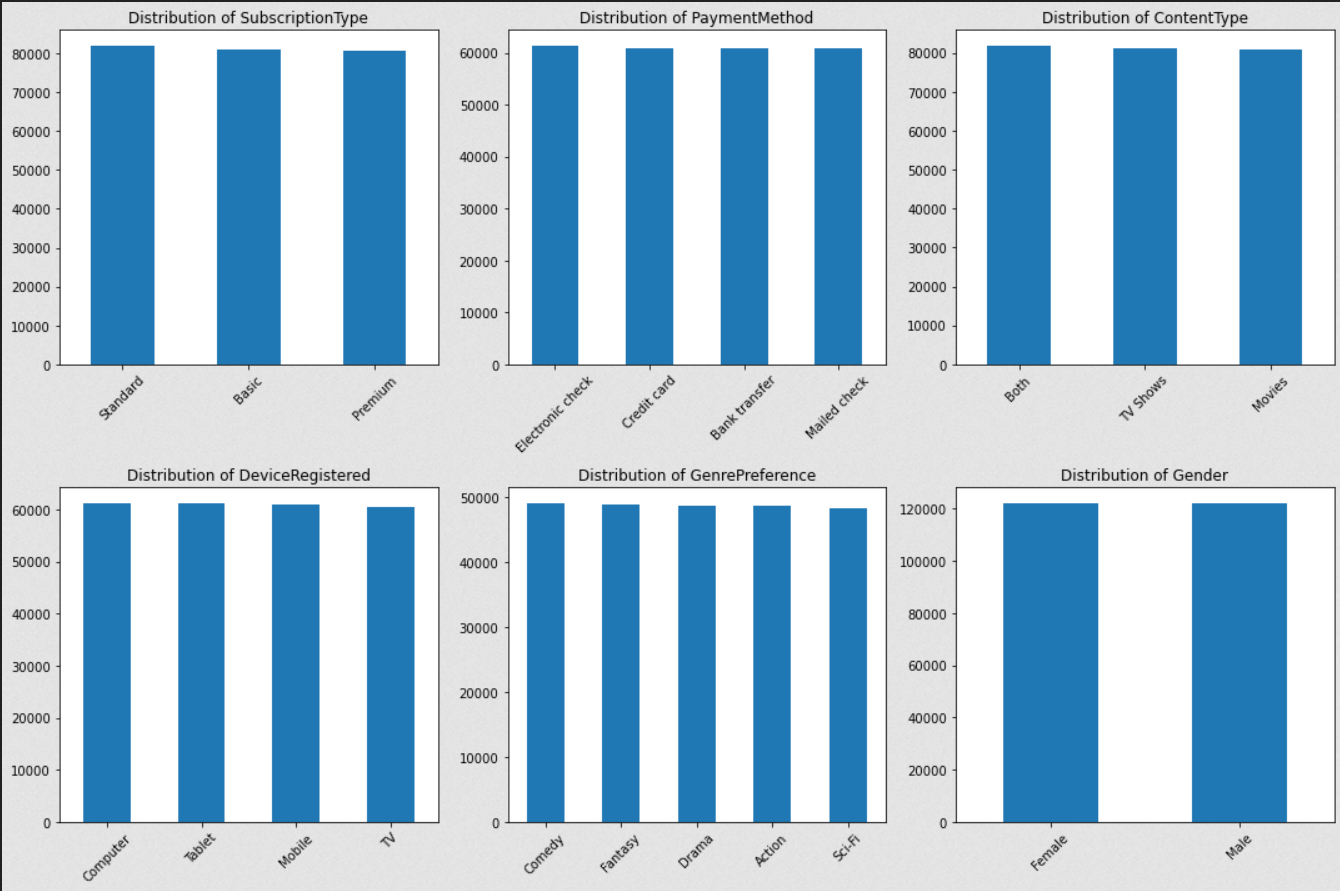 Distribution of SubscriptionType
80000
70000
60000
50000
40000
30000
20000
10000
0
Standard
Basic
Premium
Distribution of PaymentMethod
60000
50000
40000
30000
20000
10000
0
Electronic check
Credit card
Bank transfer
Mailed check
Distribution of ContentType
80000
70000
60000
50000
40000
30000
20000
10000
0
Both
TV Shows
Movies
Distribution of DeviceRegistered
60000
50000
40000
30000
20000
10000
0
Computer
Tablet
Mobile
TV
Distribution of GenrePreference
50000
40000
30000
20000
10000
0
Comedy
Fantasy
Drama
Action
Sci-Fi
Distribution of Gender
120000
100000
80000
60000
40000
20000
0
Female
Male